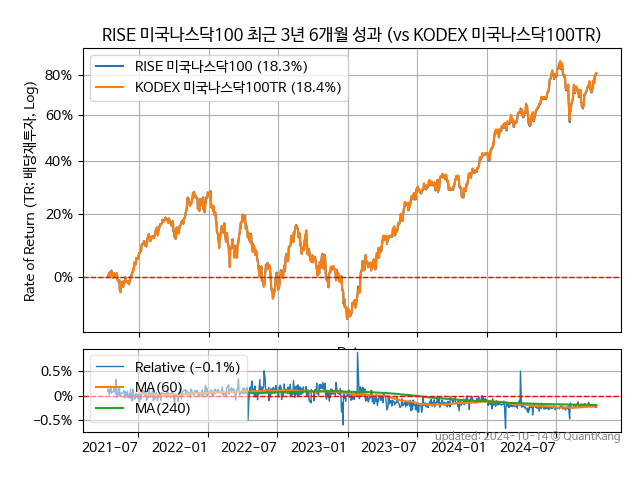 RISE 미국나스닥100 최근 3년 6개월 성과 (vs KODEX 미국나스닥100TR)
RISE 미국나스닥100 (18.3%)
KODEX 미국나스닥100TR (18.4%)
Rate of Return (TR: 배당재투자, Log)
80%
60%
40%
20%
0%
Relative (-0.1%)
MA(60)
MA(240)
0.5%
0%
−0.5%
2021-07 2022-01 2022-07 2023-01 2023-07 2024-01 2024-07
updated: 2024-10-14 @ QuantKang